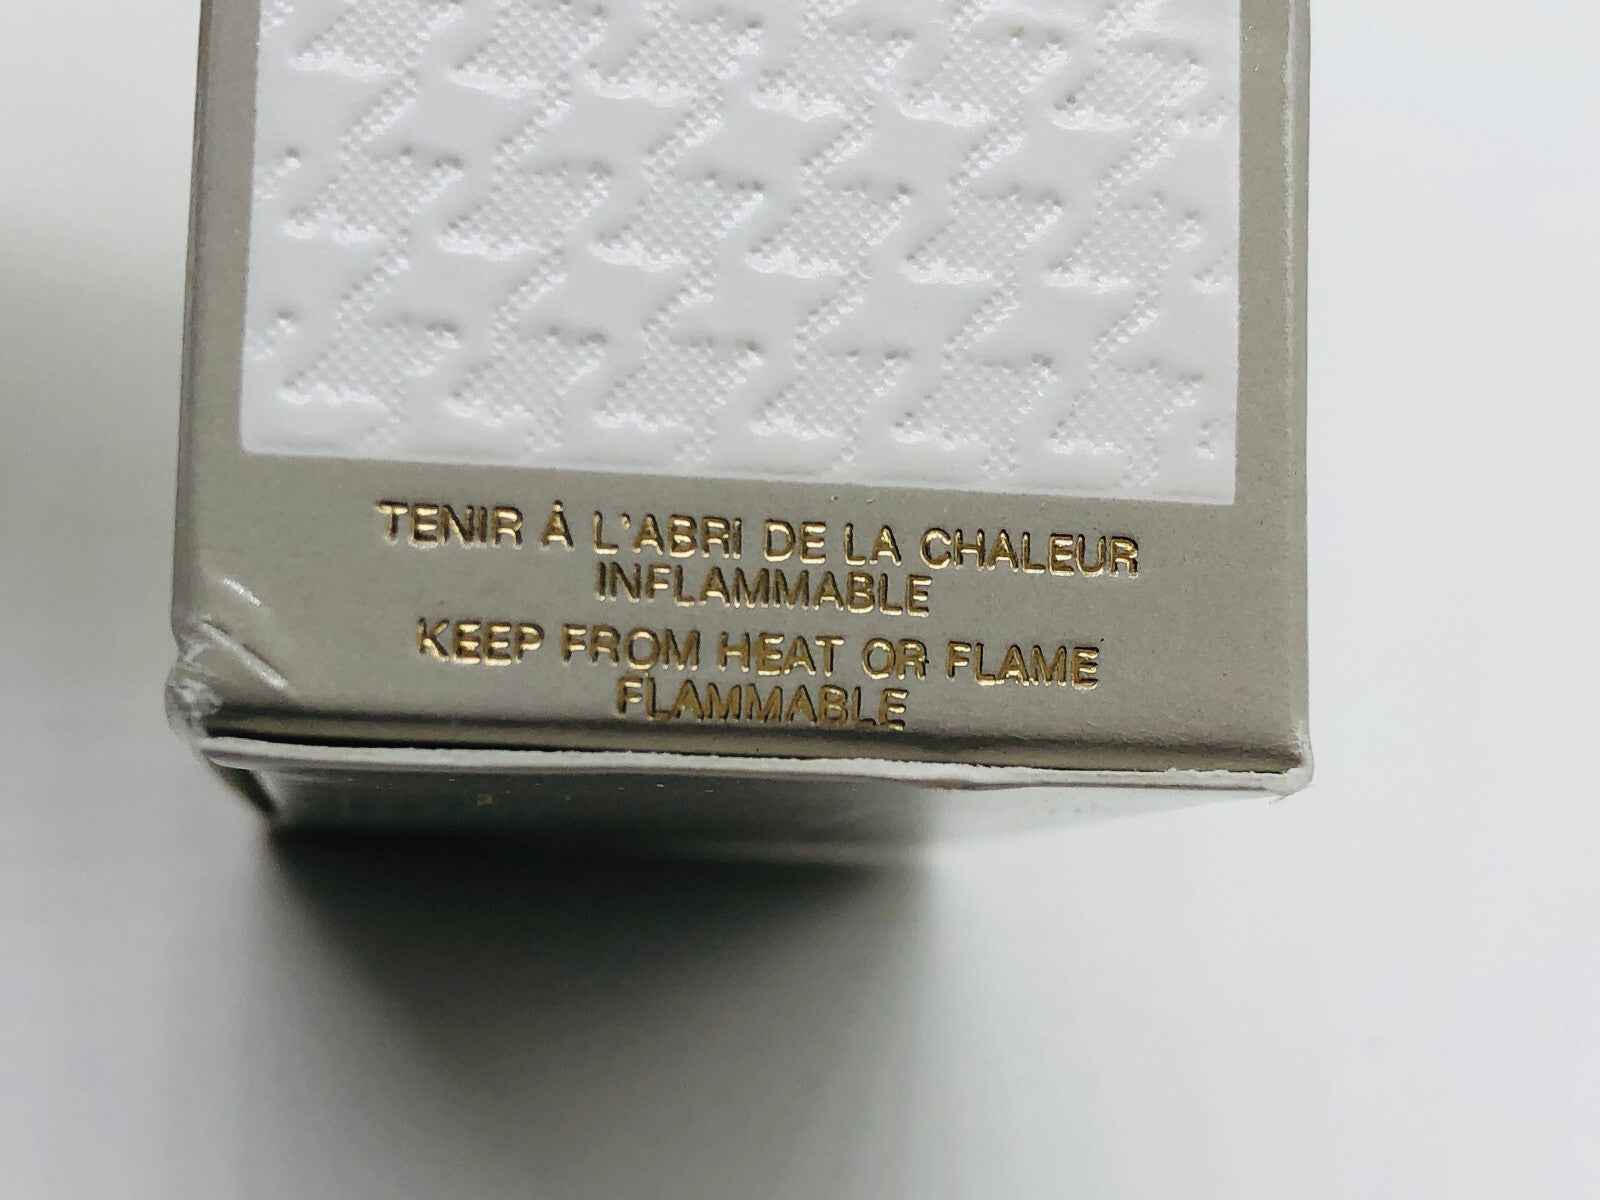 TENIR À L'ABRI DE LA CHALEUR
INFLAMMABLE
KEEP FROM HEAT OR FLAME
FLAMMABLE